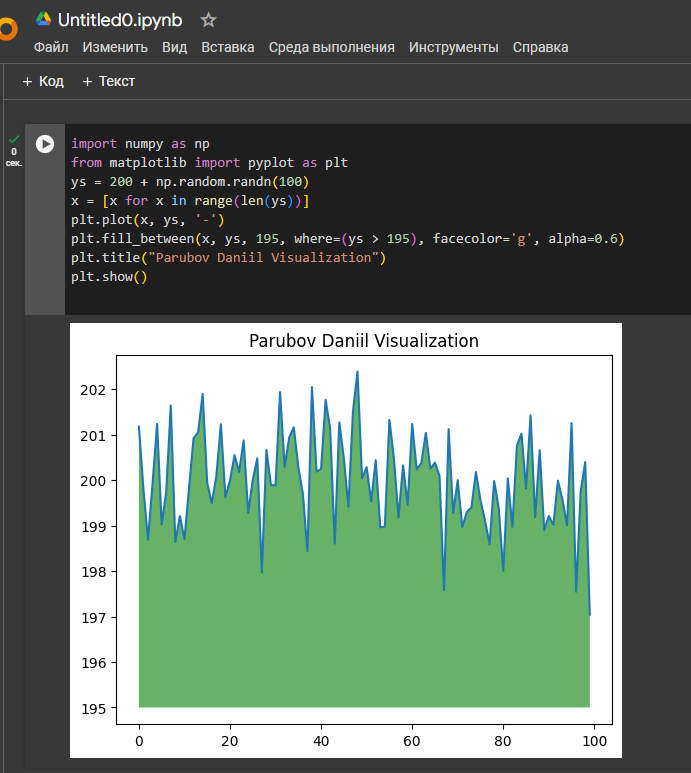 Untitled0.ipynb
Файл Изменить Вид Вставка Среда выполнения Инструменты Справка
+ Код + Текст
0
сек.
import numpy as np
from matplotlib import pyplot as plt
ys = 200 + np.random.randn(100)
x = [x for x in range(len(ys))]
plt.plot(x, ys, '-')
plt.fill_between(x, ys, 195, where=(ys > 195), facecolor='g', alpha=0.6)
plt.title("Parubov Daniil Visualization")
plt.show()
Parubov Daniil Visualization
202
201
200
199
198
197
196
195
0 20 40 60 80 100